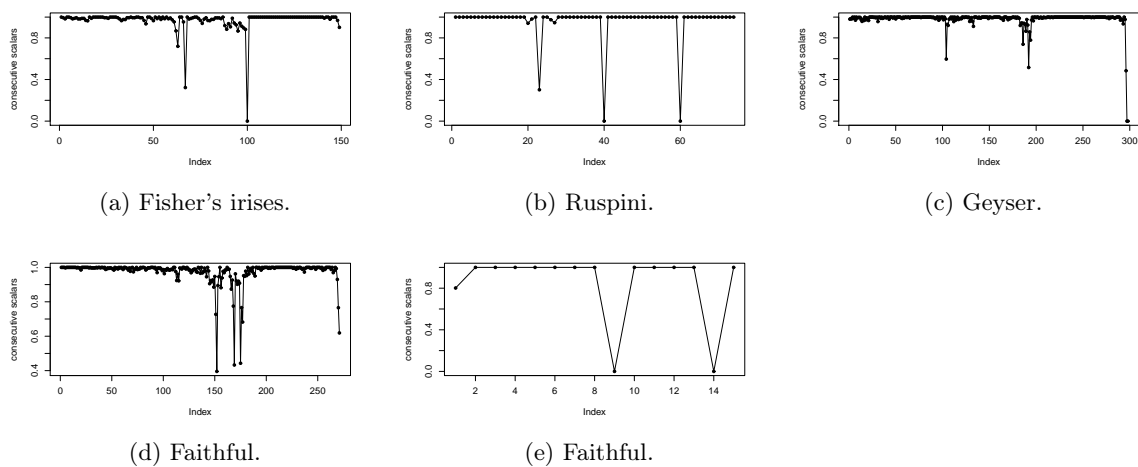 consecutive scalars
0.0
0.4
0.8
0
50
100
150
Index
(a) Fisher's irises.
consecutive scalars
0.0
0.4
0.8
0
20
40
60
Index
(b) Ruspini.
consecutive scalars
0.0
0.4
0.8
0
50
100
150
200
250
300
Index
(c) Geyser.
consecutive scalars
0.4
0.6
0.8
1.0
0
50
100
150
200
250
Index
(d) Faithful.
consecutive scalars
0.0
0.4
0.8
2
4
6
8
10
12
14
Index
(e) Faithful.